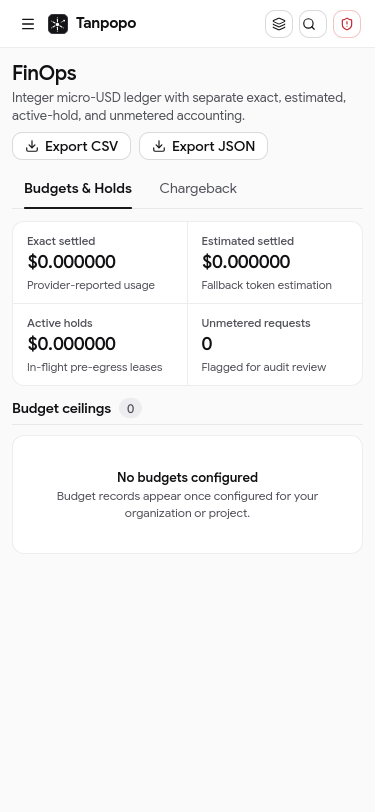 Tanpopo
FinOps
Integer micro-USD ledger with separate exact, estimated,
active-hold, and unmetered accounting.
Export CSV
Export JSON
Budgets & Holds
Chargeback
Exact settled
$0.000000
Provider-reported usage
Estimated settled
$0.000000
Fallback token estimation
Active holds
$0.000000
In-flight pre-egress leases
Unmetered requests
0
Flagged for audit review
Budget ceilings 0
No budgets configured
Budget records appear once configured for your
organization or project.